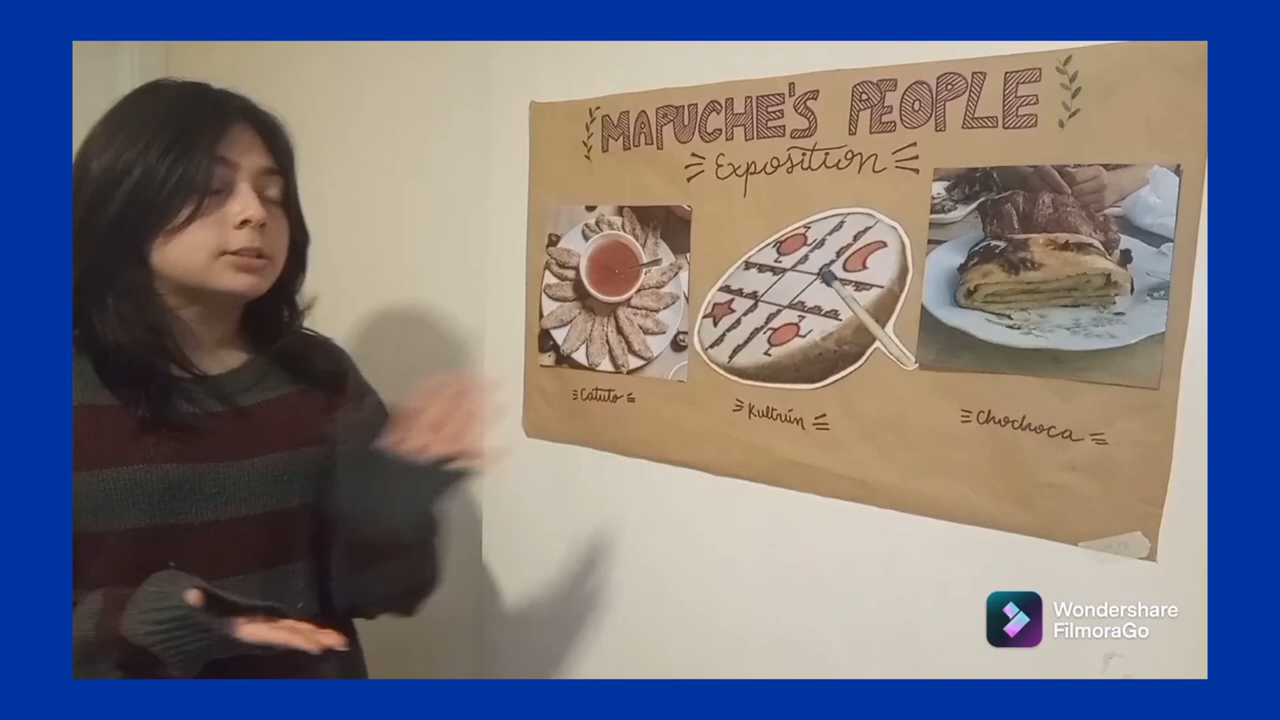 MAPUCHE'S PEOPLE
Exposition
Catuto
Kultrún
Chochoca
Wondershare
FilmoraGo